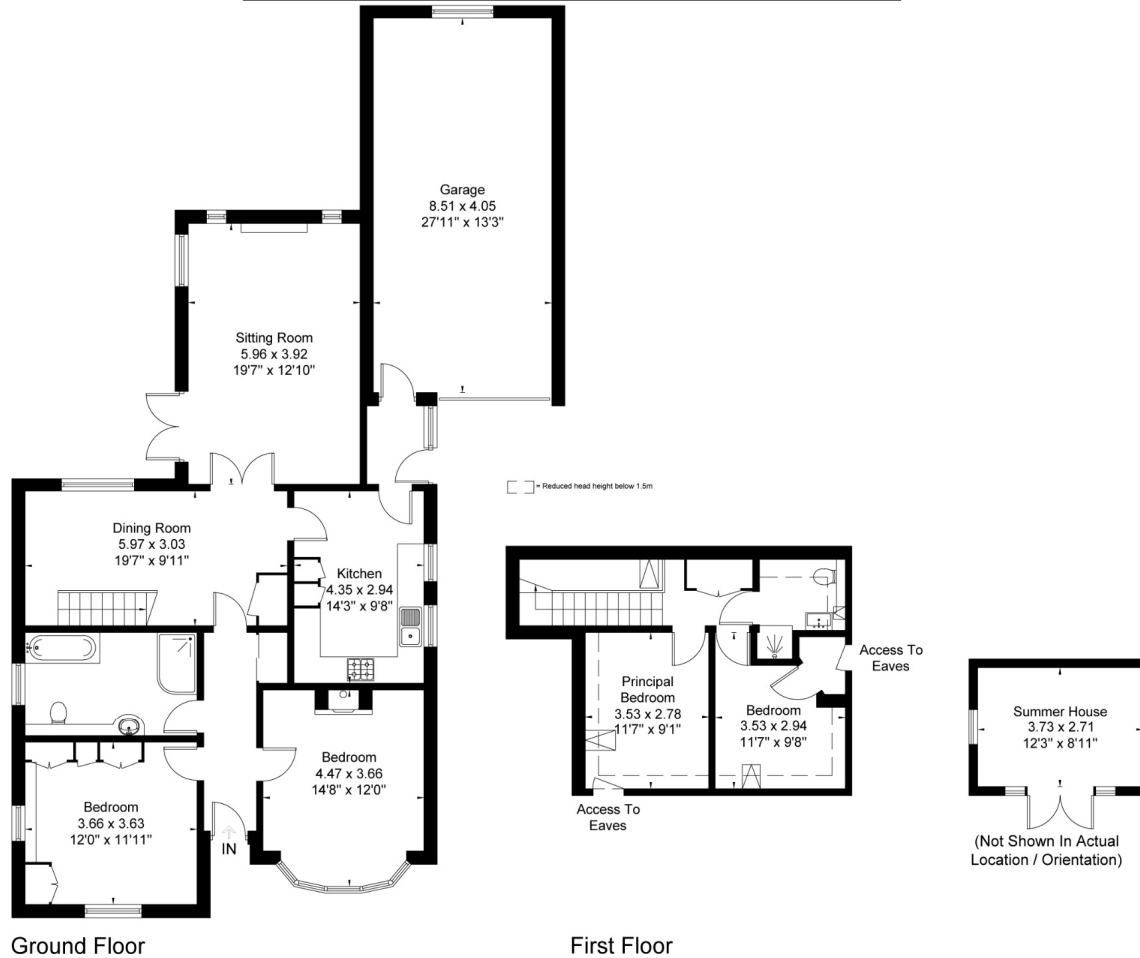 Garage
8.51 x 4.05
27'11" x 13'3"
Sitting Room
5.96 x 3.92
19'7" x 12'10"
= Reduced head height below 1.5m
Dining Room
5.97 x 3.03
19'7" x 9'11"
Kitchen
4.35 x 2.94
14'3" x 9'8"
Bedroom
4.47 x 3.66
14'8" x 12'0"
Bedroom
3.66 x 3.63
12'0" x 11'11"
IN
Principal
Bedroom
3.53 x 2.78
11'7" x 9'1"
Bedroom
3.53 x 2.94
11'7" x 9'8"
Access To
Eaves
Access To
Eaves
Summer House
3.73 x 2.71
12'3" x 8'11"
(Not Shown In Actual
Location / Orientation)
Ground Floor
First Floor